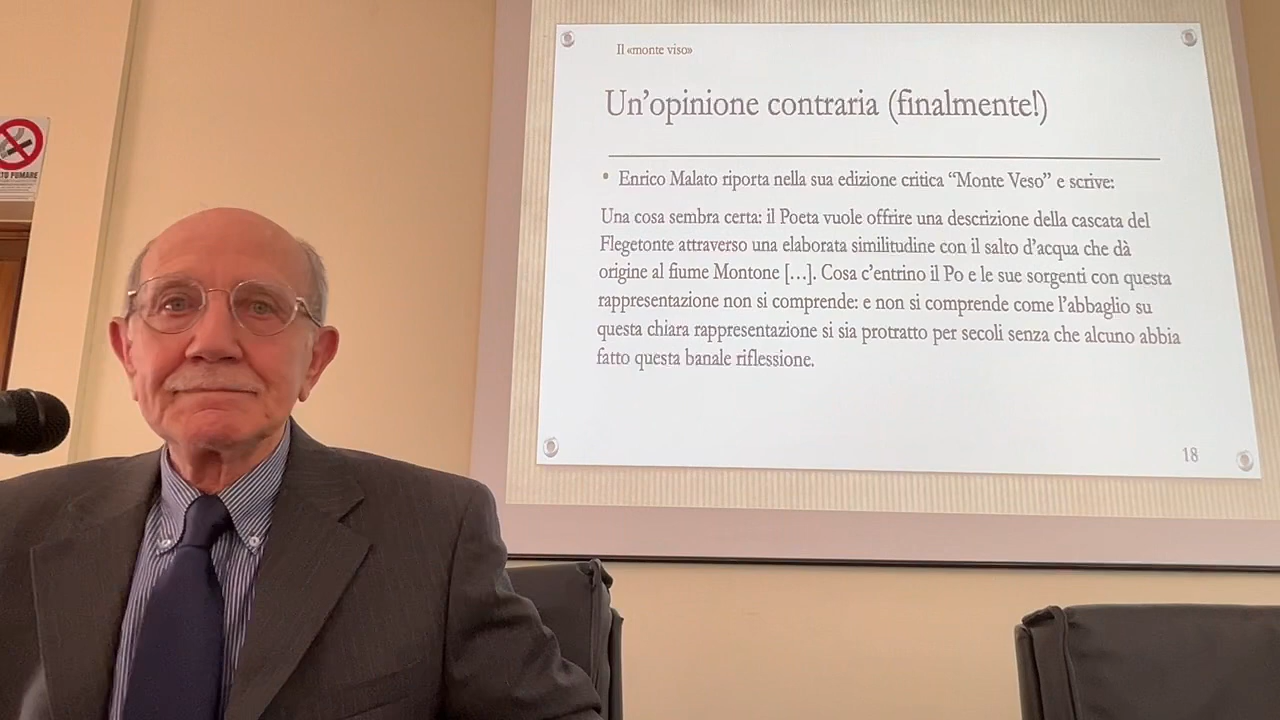 Il «monte viso»
Un'opinione contraria (finalmente!)
• Enrico Malato riporta nella sua edizione critica “Monte Veso” e scrive:
Una cosa sembra certa: il Poeta vuole offrire una descrizione della cascata del
Flegetonte attraverso una elaborata similitudine con il salto d'acqua che dà
origine al fiume Montone […]. Cosa c'entrino il Po e le sue sorgenti con questa
rappresentazione non si comprende: e non si comprende come l'abbaglio su
questa chiara rappresentazione si sia protratto per secoli senza che alcuno abbia
fatto questa banale riflessione.
18